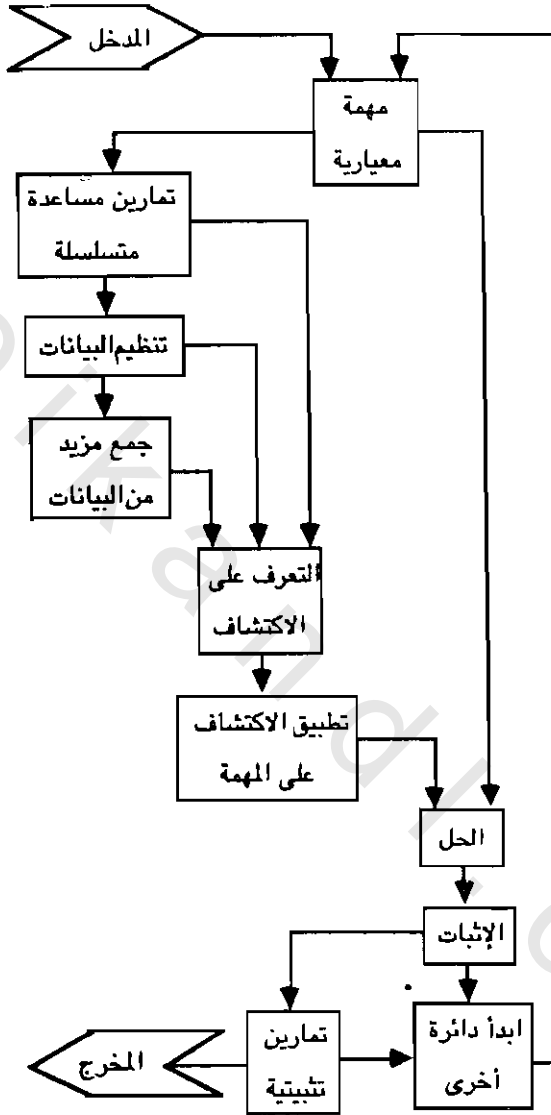 المدخل
مهمة
معيارية
تمارين مساعدة
متسلسلة
تنظيم البيانات
جمع مزيد
من البيانات
التعرف على
الاكتشاف
تطبيق الاكتشاف
على المهمة
الحل
الإثبات
ابدأ دائرة
أخرى
تمارين
تثبيتية
المخرج